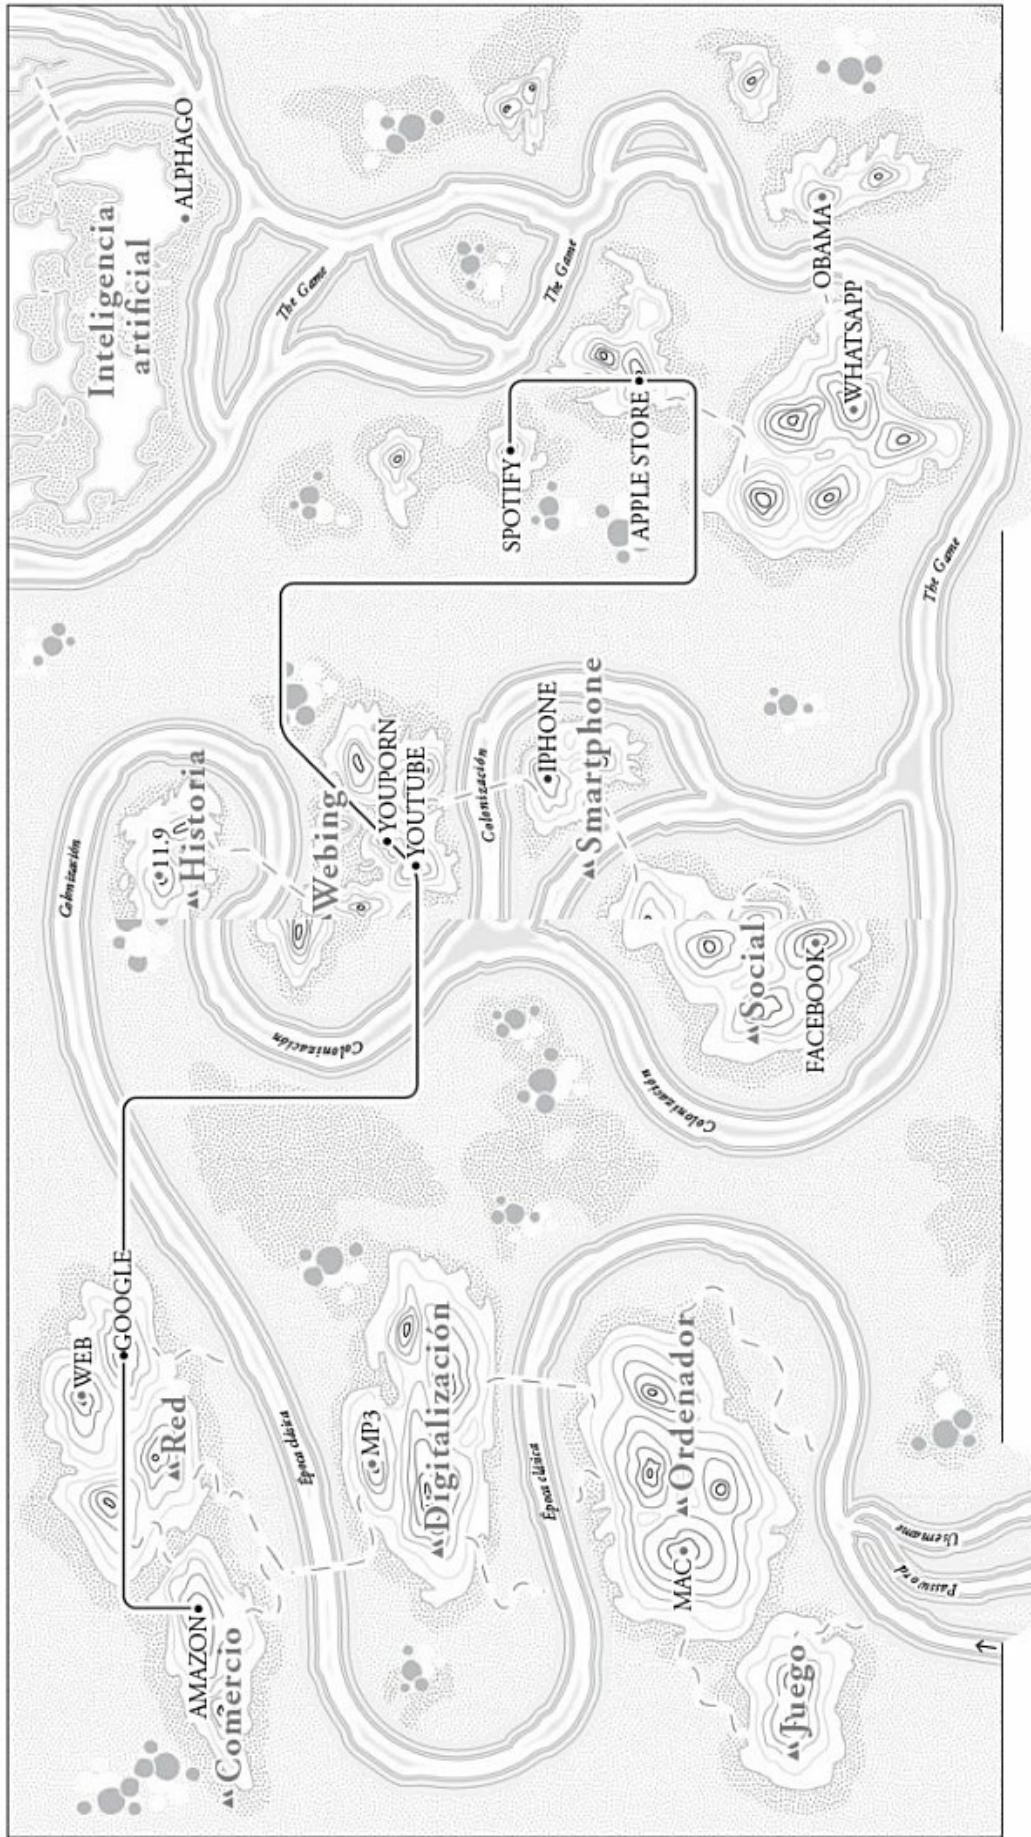 WEB
GOOGLE
Red
AMAZON
Comercio
Época clásica
MP3
Digitalización
Época clásica
MAC
Ordenador
Juego
Password
Username
Colonización
11.9
Historia
Webing
YOUPORN
YOUTUBE
Colonización
Colonización
IPHONE
Smartphone
Social
FACEBOOK
Colonización
Inteligencia
artificial
ALPHAGO
The Game
The Game
SPOTIFY
APPLE STORE
OBAMA
WHATSAPP
The Game